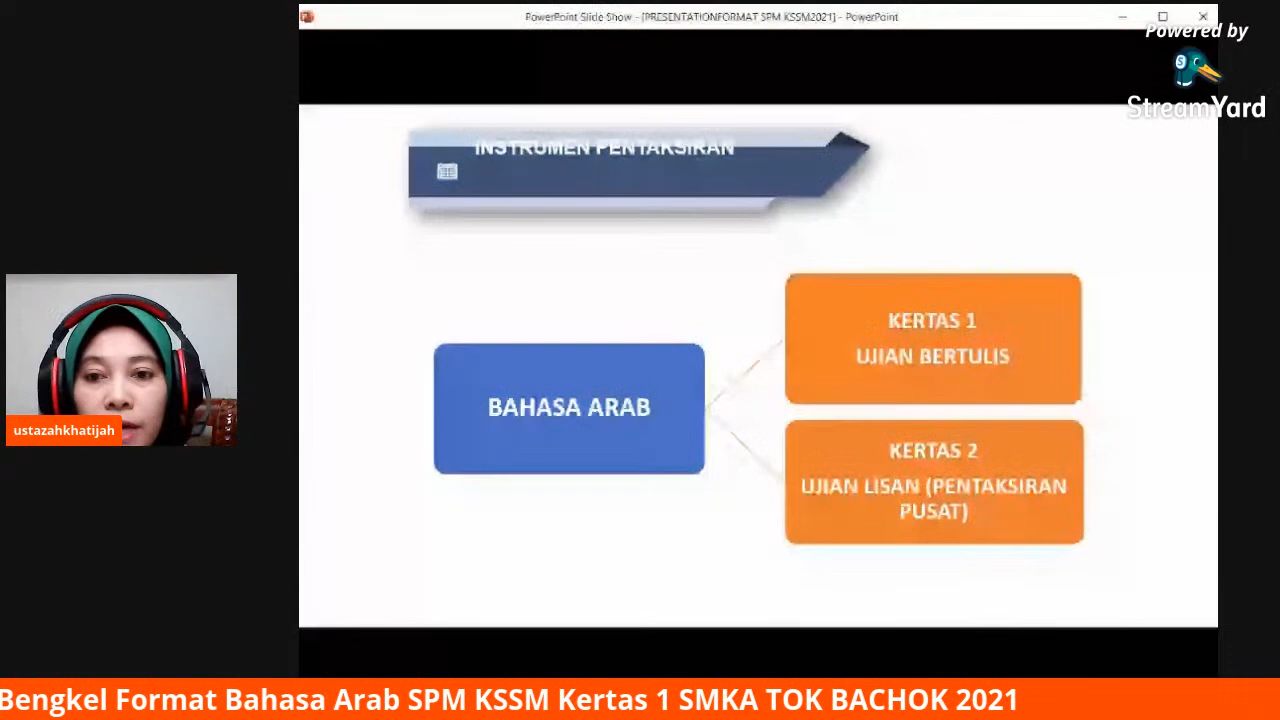 PowerPoint Slide Show - [PRESENTATIONFORMAT SPM KSSM2021] - PowerPoint
Powered by
StreamYard
INSTRUMEN PENTAKSIRAN
BAHASA ARAB
KERTAS 1
UJIAN BERTULIS
KERTAS 2
UJIAN LISAN (PENTAKSIRAN
PUSAT)
ustazahkhatijah
Bengkel Format Bahasa Arab SPM KSSM Kertas 1 SMKA TOK BACHOK 2021